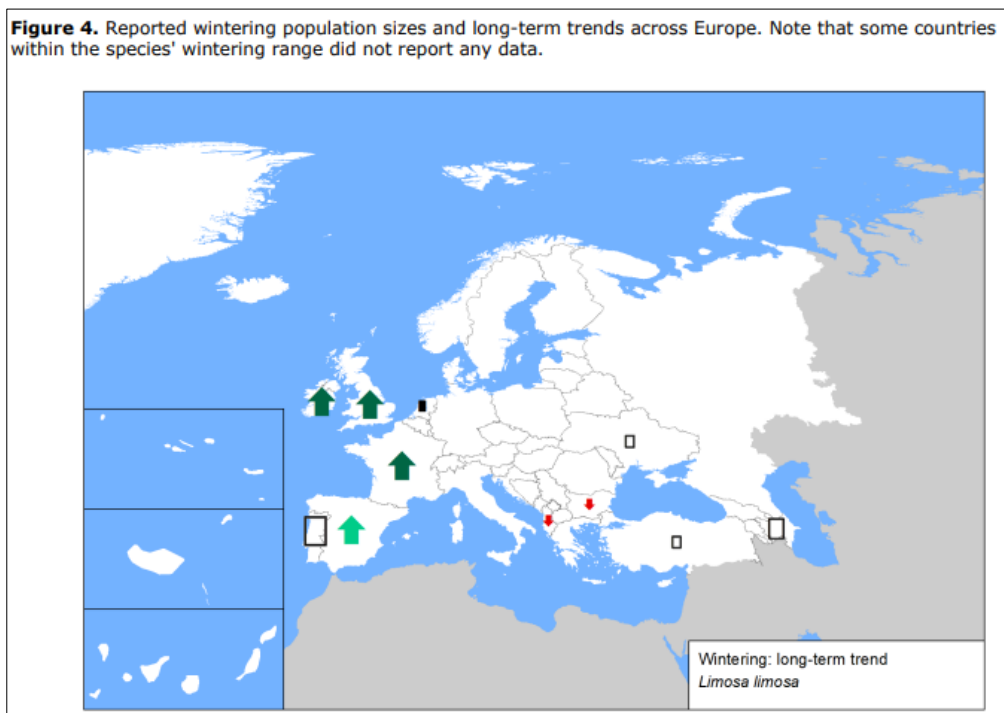 Figure 4. Reported wintering population sizes and long-term trends across Europe. Note that some countries
within the species' wintering range did not report any data.
Wintering: long-term trend
Limosa limosa